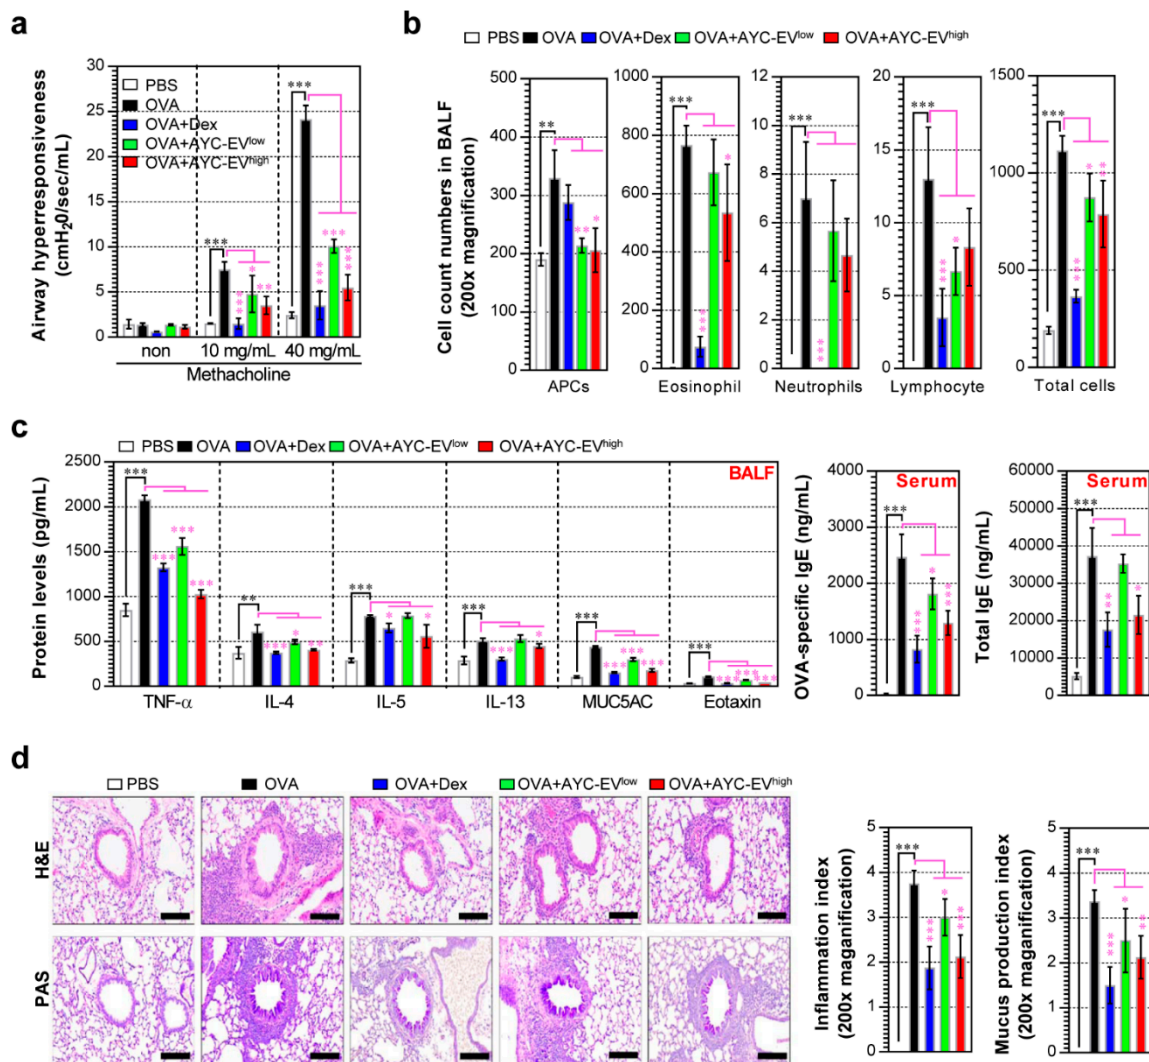 a
Airway hyperresponsiveness
(cmH20/sec/mL)
30
25
20
15
10
5
0
PBS
OVA
OVA+Dex
OVA+AYC-EVlow
OVA+AYC-EVhigh
***
***
***
***
*
**
***
***
non
10 mg/mL
40 mg/mL
Methacholine
b
PBS
OVA
OVA+Dex
OVA+AYC-EVlow
OVA+AYC-EVhigh
Cell count numbers in BALF
(200x magnification)
500
400
300
200
100
0
**
**
*
APCs
1000
800
600
400
200
0
***
***
*
Eosinophil
12
10
8
6
4
2
0
***
***
Neutrophils
20
15
10
5
0
***
***
*
Lymphocyte
1500
1000
500
0
***
***
*
**
Total cells
c
PBS
OVA
OVA+Dex
OVA+AYC-EVlow
OVA+AYC-EVhigh
BALF
Protein levels (pg/mL)
2500
2000
1500
1000
500
0
***
***
***
***
**
***
*
**
***
*
*
***
***
*
***
***
***
***
***
***
***
***
TNF-α
IL-4
IL-5
IL-13
MUC5AC
Eotaxin
OVA-specific IgE (ng/mL)
4000
3000
2000
1000
0
Serum
***
***
*
***
Total IgE (ng/mL)
60000
50000
40000
30000
20000
10000
0
Serum
***
**
*
d
PBS
OVA
OVA+Dex
OVA+AYC-EVlow
OVA+AYC-EVhigh
H&E
PAS
Inflammation index
(200x maganification)
5
4
3
2
1
0
***
***
*
***
Mucus production index
(200x maganification)
5
4
3
2
1
0
***
***
*
**